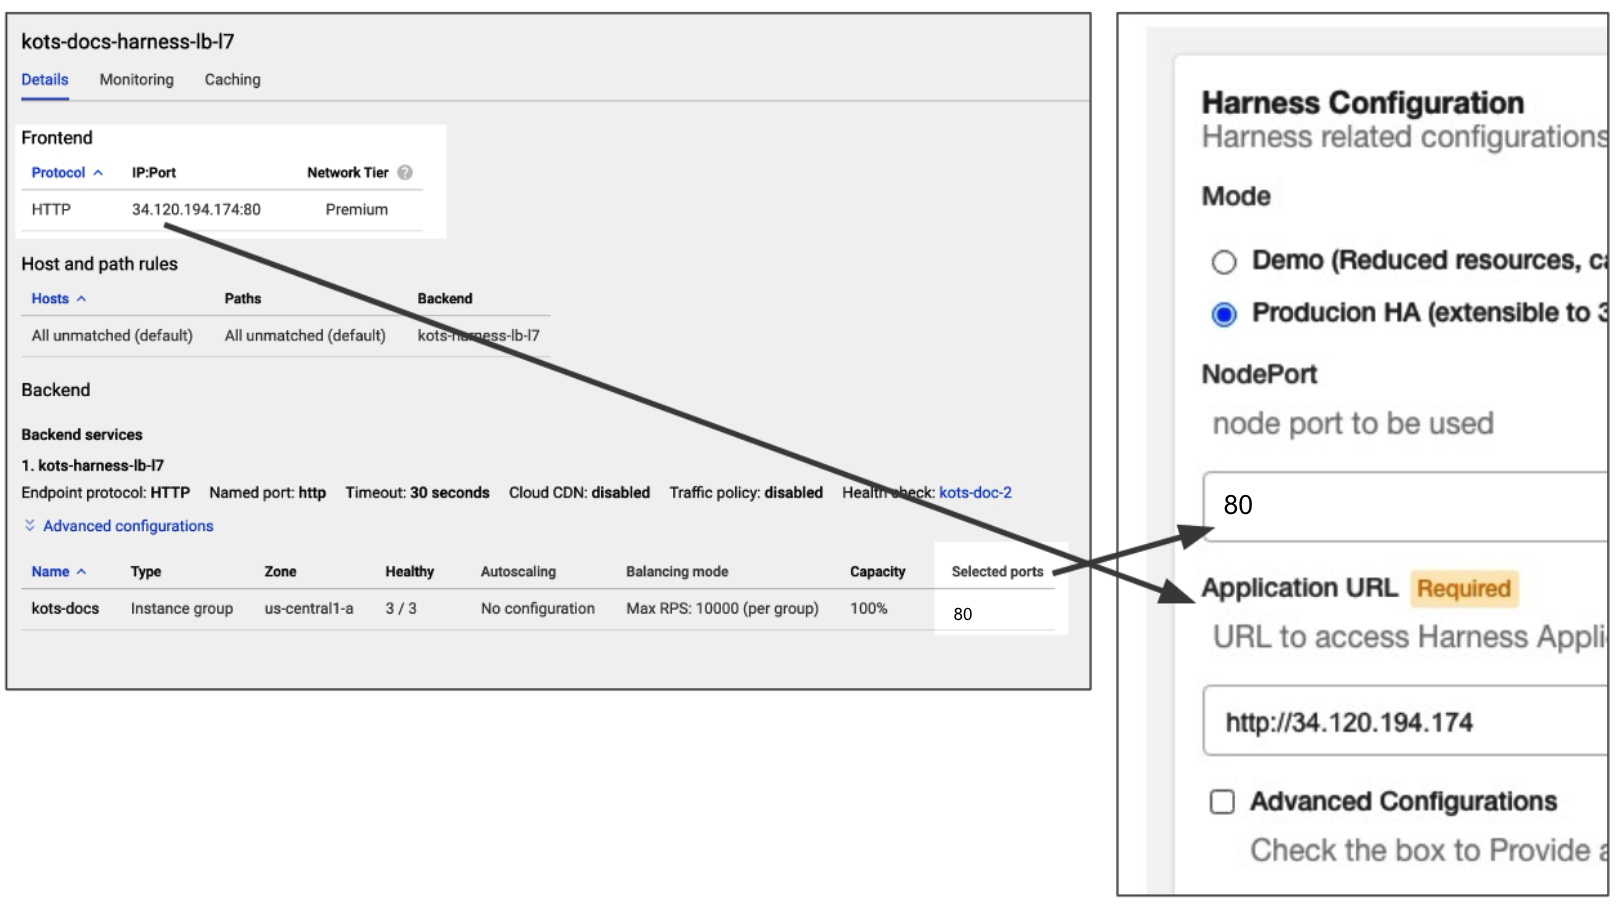 kots-docs-harness-lb-l7
Details Monitoring Caching
Frontend
Protocol IP:Port Network Tier ?
HTTP 34.120.194.174:80 Premium
Host and path rules
Hosts Paths Backend
All unmatched (default) All unmatched (default) kots-harness-lb-l7
Backend
Backend services
1. kots-harness-lb-l7
Endpoint protocol: HTTP Named port: http Timeout: 30 seconds Cloud CDN: disabled Traffic policy: disabled Health check: kots-doc-2
Advanced configurations
Name Type Zone Healthy Autoscaling Balancing mode Capacity Selected ports
kots-docs Instance group us-central1-a 3 / 3 No configuration Max RPS: 10000 (per group) 100% 80
Harness Configuration
Harness related configurations
Mode
Demo (Reduced resources, ca
Producion HA (extensible to 3
NodePort
node port to be used
80
Application URL Required
URL to access Harness Appli
http://34.120.194.174
Advanced Configurations
Check the box to Provide a